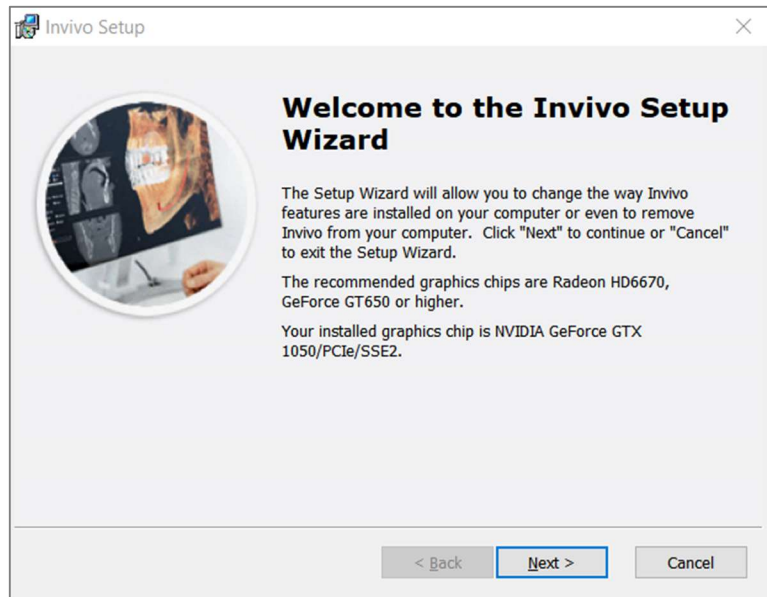 Invivo Setup
Welcome to the Invivo Setup
Wizard
The Setup Wizard will allow you to change the way Invivo
features are installed on your computer or even to remove
Invivo from your computer.  Click "Next" to continue or "Cancel"
to exit the Setup Wizard.
The recommended graphics chips are Radeon HD6670,
GeForce GT650 or higher.
Your installed graphics chip is NVIDIA GeForce GTX
1050/PCIe/SSE2.
< Back
Next >
Cancel